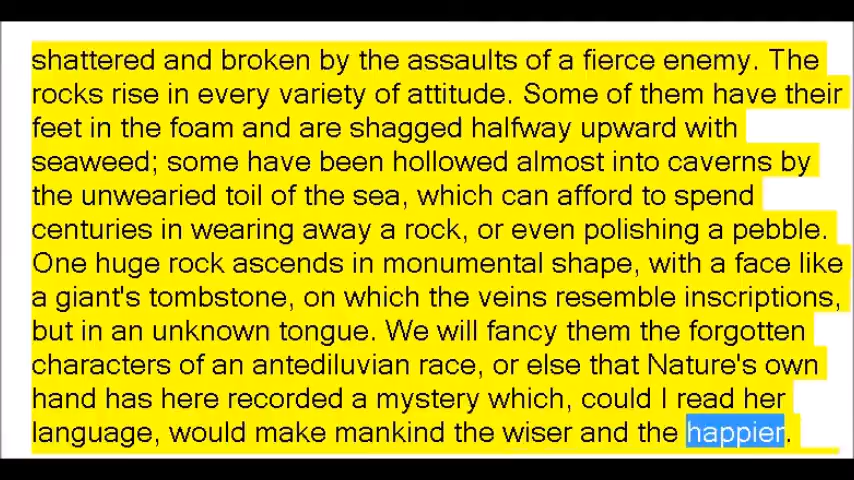 shattered and broken by the assaults of a fierce enemy. The
rocks rise in every variety of attitude. Some of them have their
feet in the foam and are shagged halfway upward with
seaweed; some have been hollowed almost into caverns by
the unwearied toil of the sea, which can afford to spend
centuries in wearing away a rock, or even polishing a pebble.
One huge rock ascends in monumental shape, with a face like
a giant's tombstone, on which the veins resemble inscriptions,
but in an unknown tongue. We will fancy them the forgotten
characters of an antediluvian race, or else that Nature's own
hand has here recorded a mystery which, could I read her
language, would make mankind the wiser and the happier.